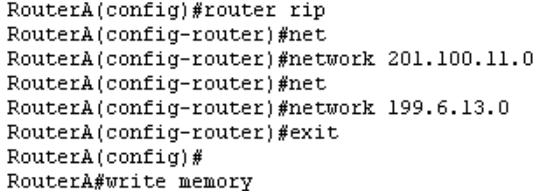 RouterA(config)#router rip
RouterA(config-router)#net
RouterA(config-router)#network 201.100.11.0
RouterA(config-router)#net
RouterA(config-router)#network 199.6.13.0
RouterA(config-router)#exit
RouterA(config)#
RouterA#write memory